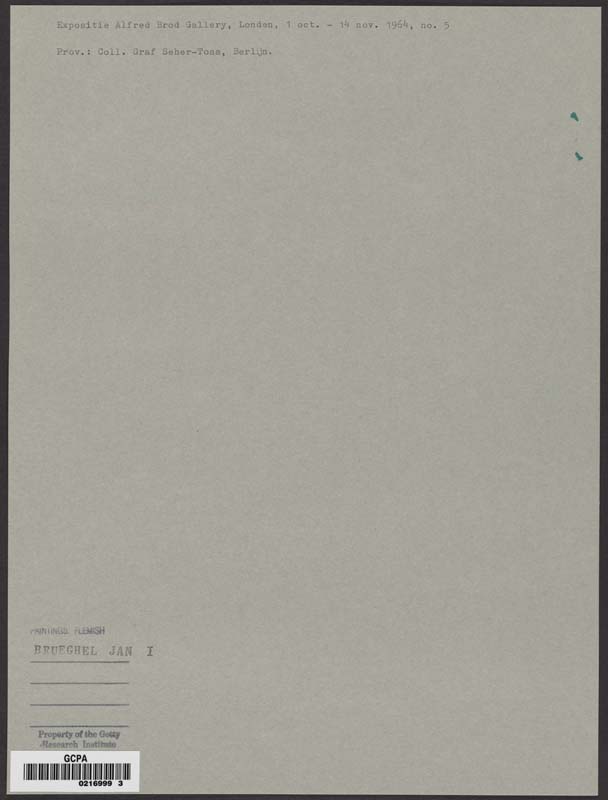 Expositie Alfred Brod Gallery, London, 1 oct. - 14 nov. 1964, no. 5
Prov.: Coll. Graf Seher-Toss, Berlijn.
PAINTINGS FLEMISH
BRUEGHEL JAN I
Property of the Getty
Research Institute
GCPA
0216999 3